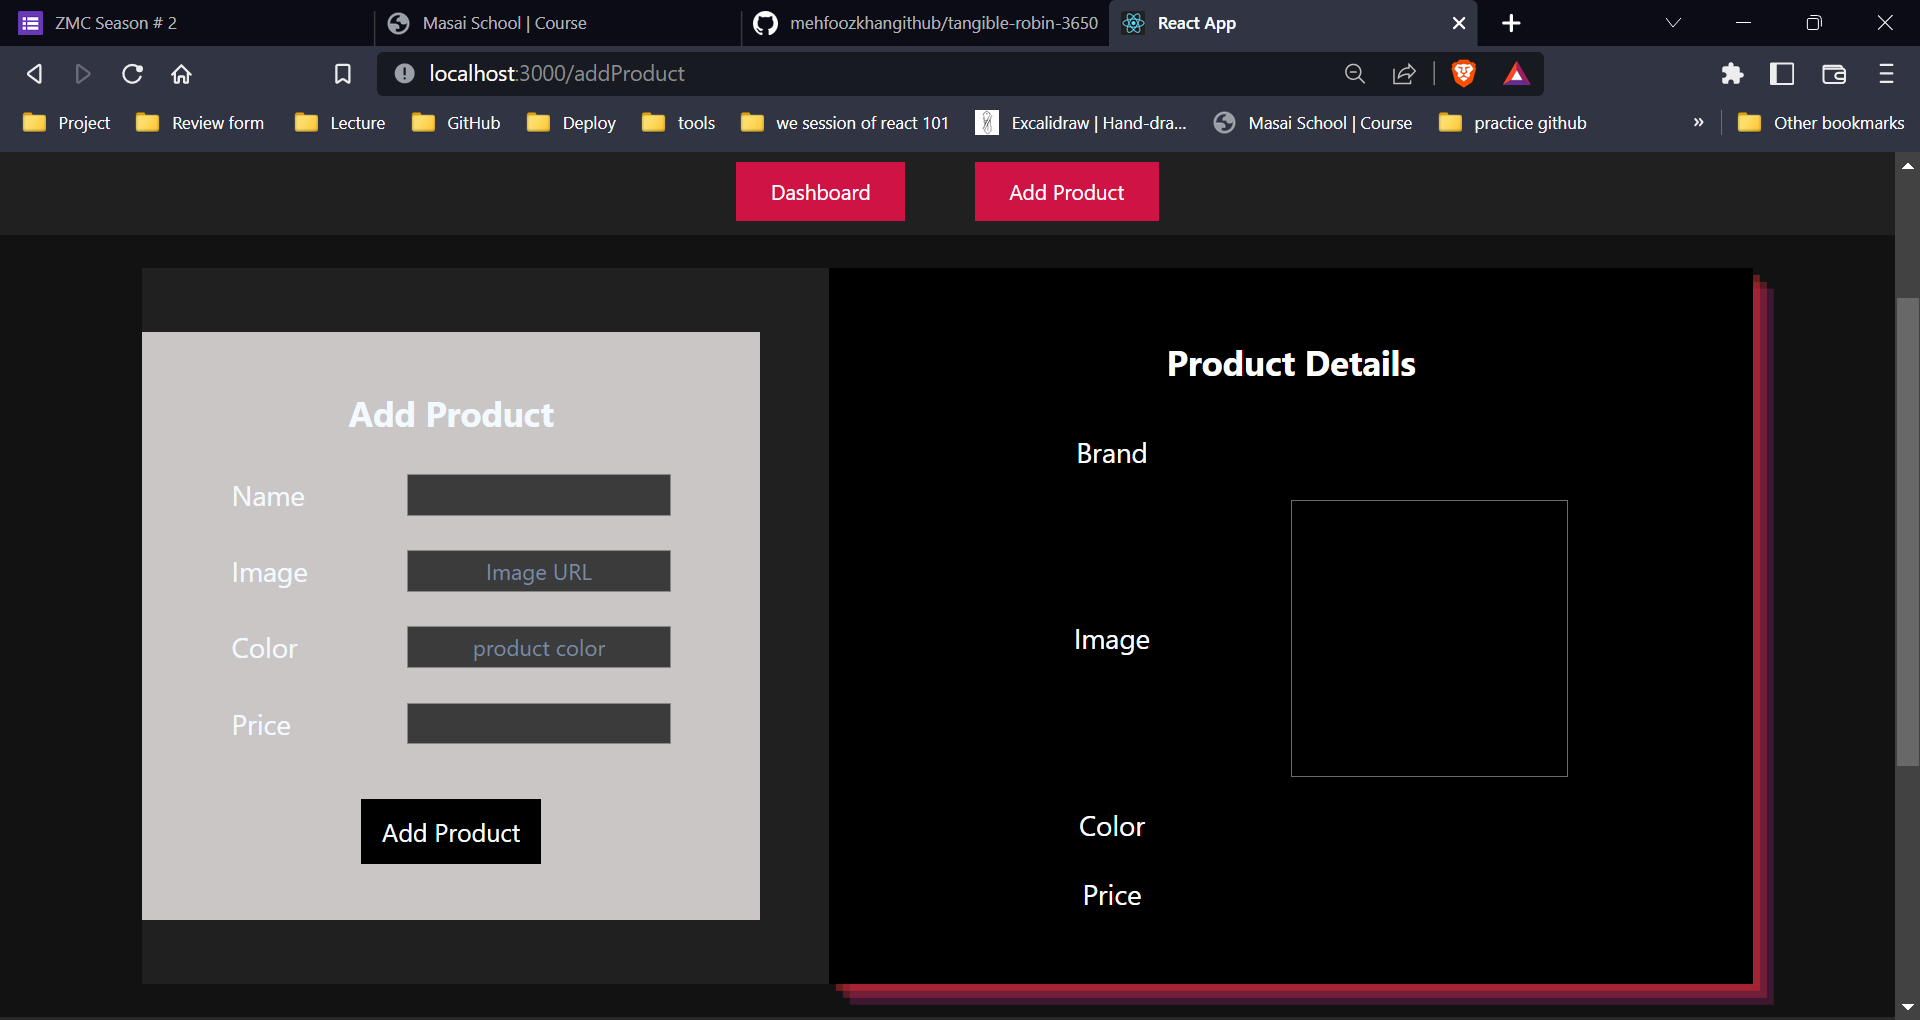 ZMC Season # 2
Masai School | Course
mehfoozkhangithub/tangible-robin-3650
React App
localhost:3000/addProduct
Project
Review form
Lecture
GitHub
Deploy
tools
we session of react 101
Excalidraw | Hand-dra...
Masai School | Course
practice github
»
Other bookmarks
Dashboard
Add Product
Add Product
Name
Image
Image URL
Color
product color
Price
Add Product
Product Details
Brand
Image
Color
Price